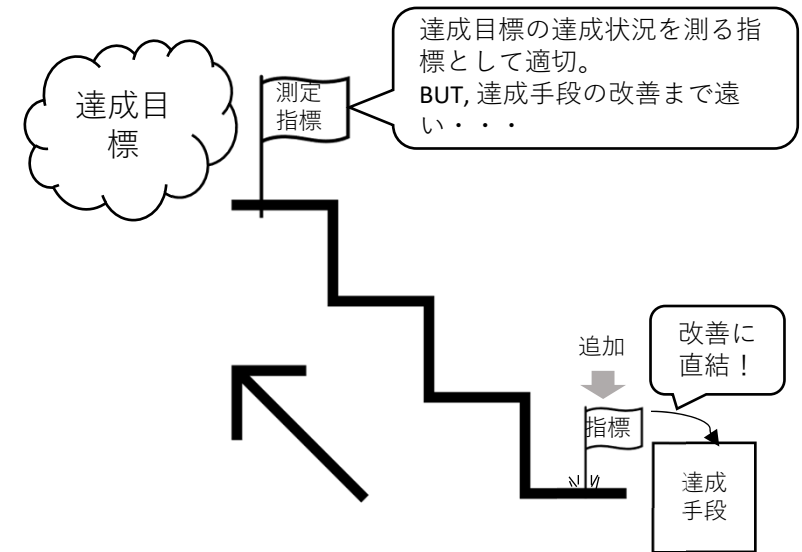 達成目標の達成状況を測る指
標として適切。
BUT, 達成手段の改善まで遠
い・・・
達成目
標
測定
指標
追加
改善に
直結！
指標
達成
手段